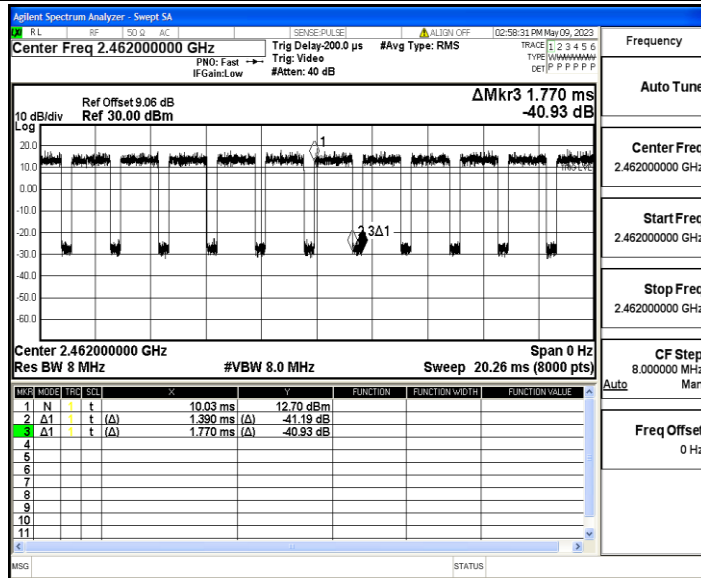 Agilent Spectrum Analyzer - Swept SA
RL RF 50 Ω AC SENSE:PULSE ALIGN OFF 02:58:31 PM May 09, 2023
Center Freq 2.462000000 GHz
PNO: Fast
IFGain:Low
Trig Delay-200.0 µs
Trig: Video
#Atten: 40 dB
#Avg Type: RMS
TRACE 1 2 3 4 5 6
TYPE WWWWWW
DET P P P P P P
Ref Offset 9.06 dB
10 dB/div Ref 30.00 dBm
ΔMkr3 1.770 ms
-40.93 dB
Log
20.0
10.0
0.00
-10.0
-20.0
-30.0
-40.0
-50.0
-60.0
1
2 3Δ1
Center 2.462000000 GHz Span 0 Hz
Res BW 8 MHz #VBW 8.0 MHz Sweep 20.26 ms (8000 pts)
MKR MODE TRC SCL X Y FUNCTION FUNCTION WIDTH FUNCTION VALUE
1 N 1 t 10.03 ms 12.70 dBm
2 Δ1 1 t (Δ) 1.390 ms (Δ) -41.19 dB
3 Δ1 1 t (Δ) 1.770 ms (Δ) -40.93 dB
4
5
6
7
8
9
10
11
MSG STATUS
Frequency
Auto Tune
Center Freq
2.462000000 GHz
Start Freq
2.462000000 GHz
Stop Freq
2.462000000 GHz
CF Step
8.000000 MHz
Auto Man
Freq Offset
0 Hz